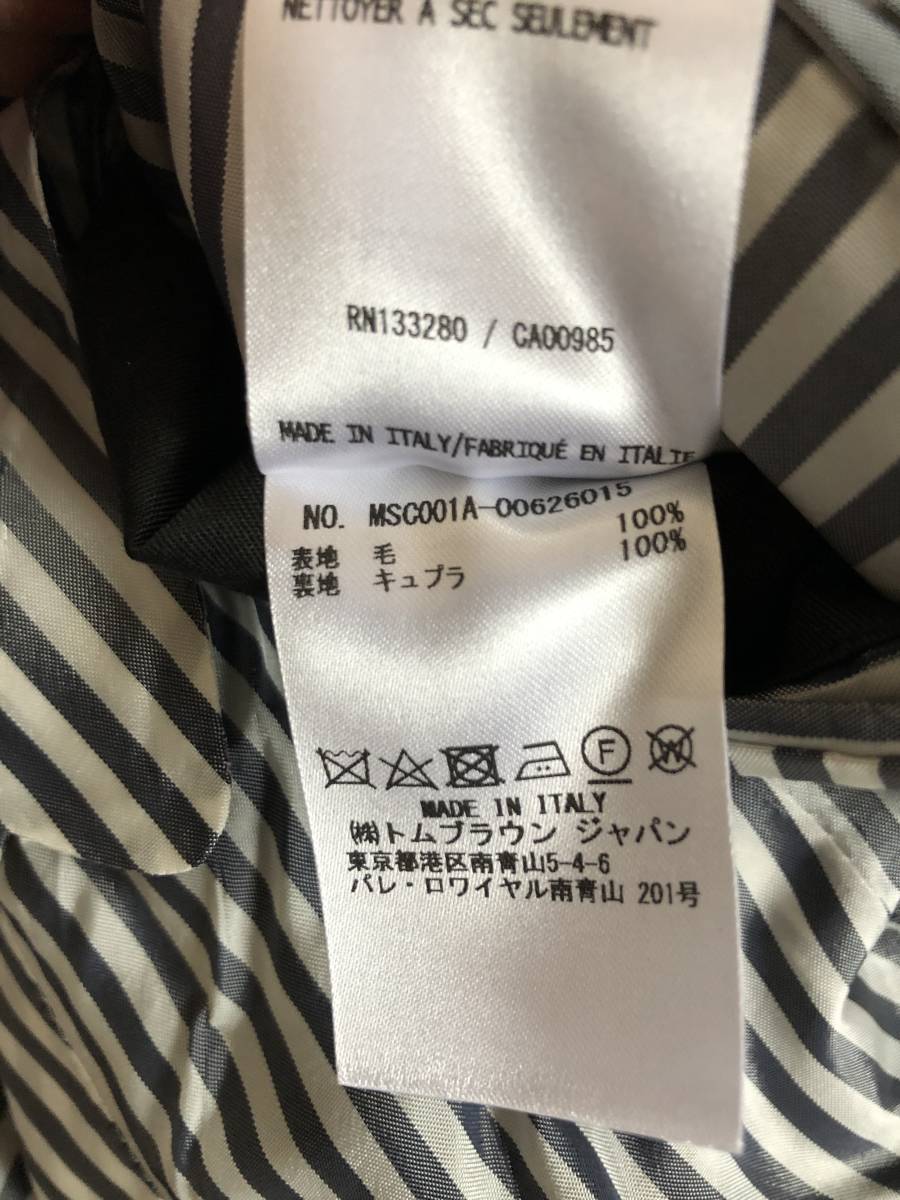 NETTOYER A SEC SEULEMENT
RN133280 / CA00985
MADE IN ITALY/FABRIQUÉ EN ITALIE
NO. MSC001A-00626015
表地 毛 100%
裏地 キュプラ 100%
F W
MADE IN ITALY
㈱トムブラウン ジャパン
東京都港区南青山5-4-6
パレ・ロワイヤル南青山 201号